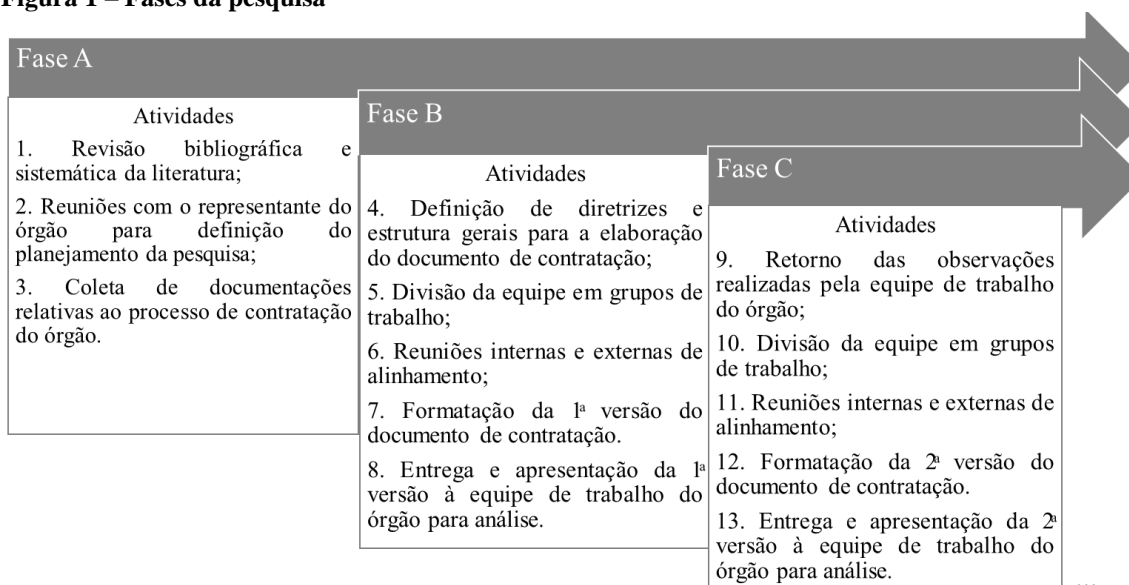 Figura 1 – Fases da pesquisa
Fase A
Atividades
1. Revisão bibliográfica e
sistemática da literatura;
2. Reuniões com o representante do
órgão para definição do
planejamento da pesquisa;
3. Coleta de documentações
relativas ao processo de contratação
do órgão.
Fase B
Atividades
4. Definição de diretrizes e
estrutura gerais para a elaboração
do documento de contratação;
5. Divisão da equipe em grupos de
trabalho;
6. Reuniões internas e externas de
alinhamento;
7. Formatação da 1ª versão do
documento de contratação.
8. Entrega e apresentação da 1ª
versão à equipe de trabalho do
órgão para análise.
Fase C
Atividades
9. Retorno das observações
realizadas pela equipe de trabalho
do órgão;
10. Divisão da equipe em grupos
de trabalho;
11. Reuniões internas e externas de
alinhamento;
12. Formatação da 2ª versão do
documento de contratação.
13. Entrega e apresentação da 2ª
versão à equipe de trabalho do
órgão para análise.